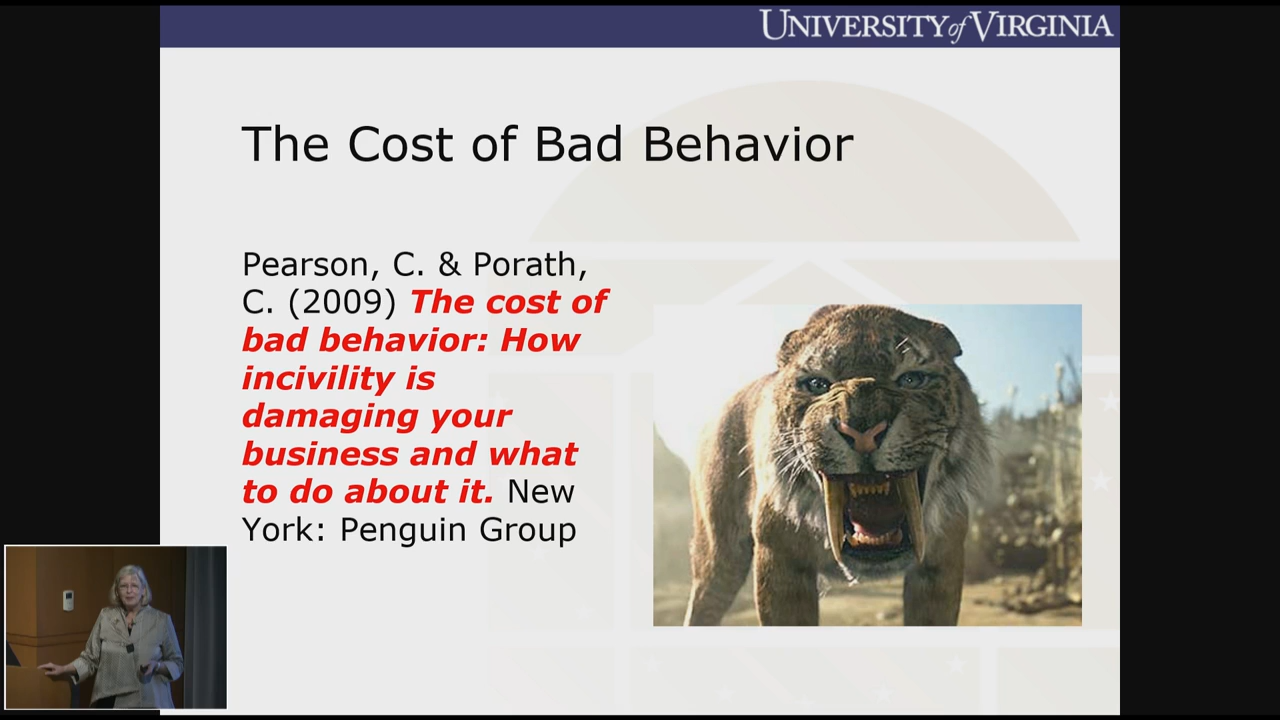 UNIVERSITY of VIRGINIA
The Cost of Bad Behavior
Pearson, C. & Porath,
C. (2009) The cost of
bad behavior: How
incivility is
damaging your
business and what
to do about it. New
York: Penguin Group